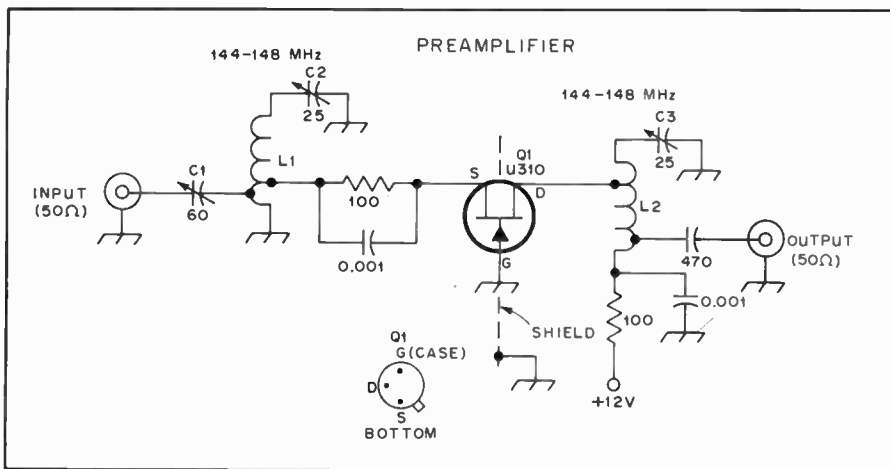 PREAMPLIFIER
144-148 MHz
C2
25
144-148 MHz
C3
25
L1
C1
60
INPUT
(50Ω)
100
0.001
S
Q1
U310
D
G
L2
470
OUTPUT
(50Ω)
0.001
100
SHIELD
+12V
Q1
G(CASE)
D
S
BOTTOM